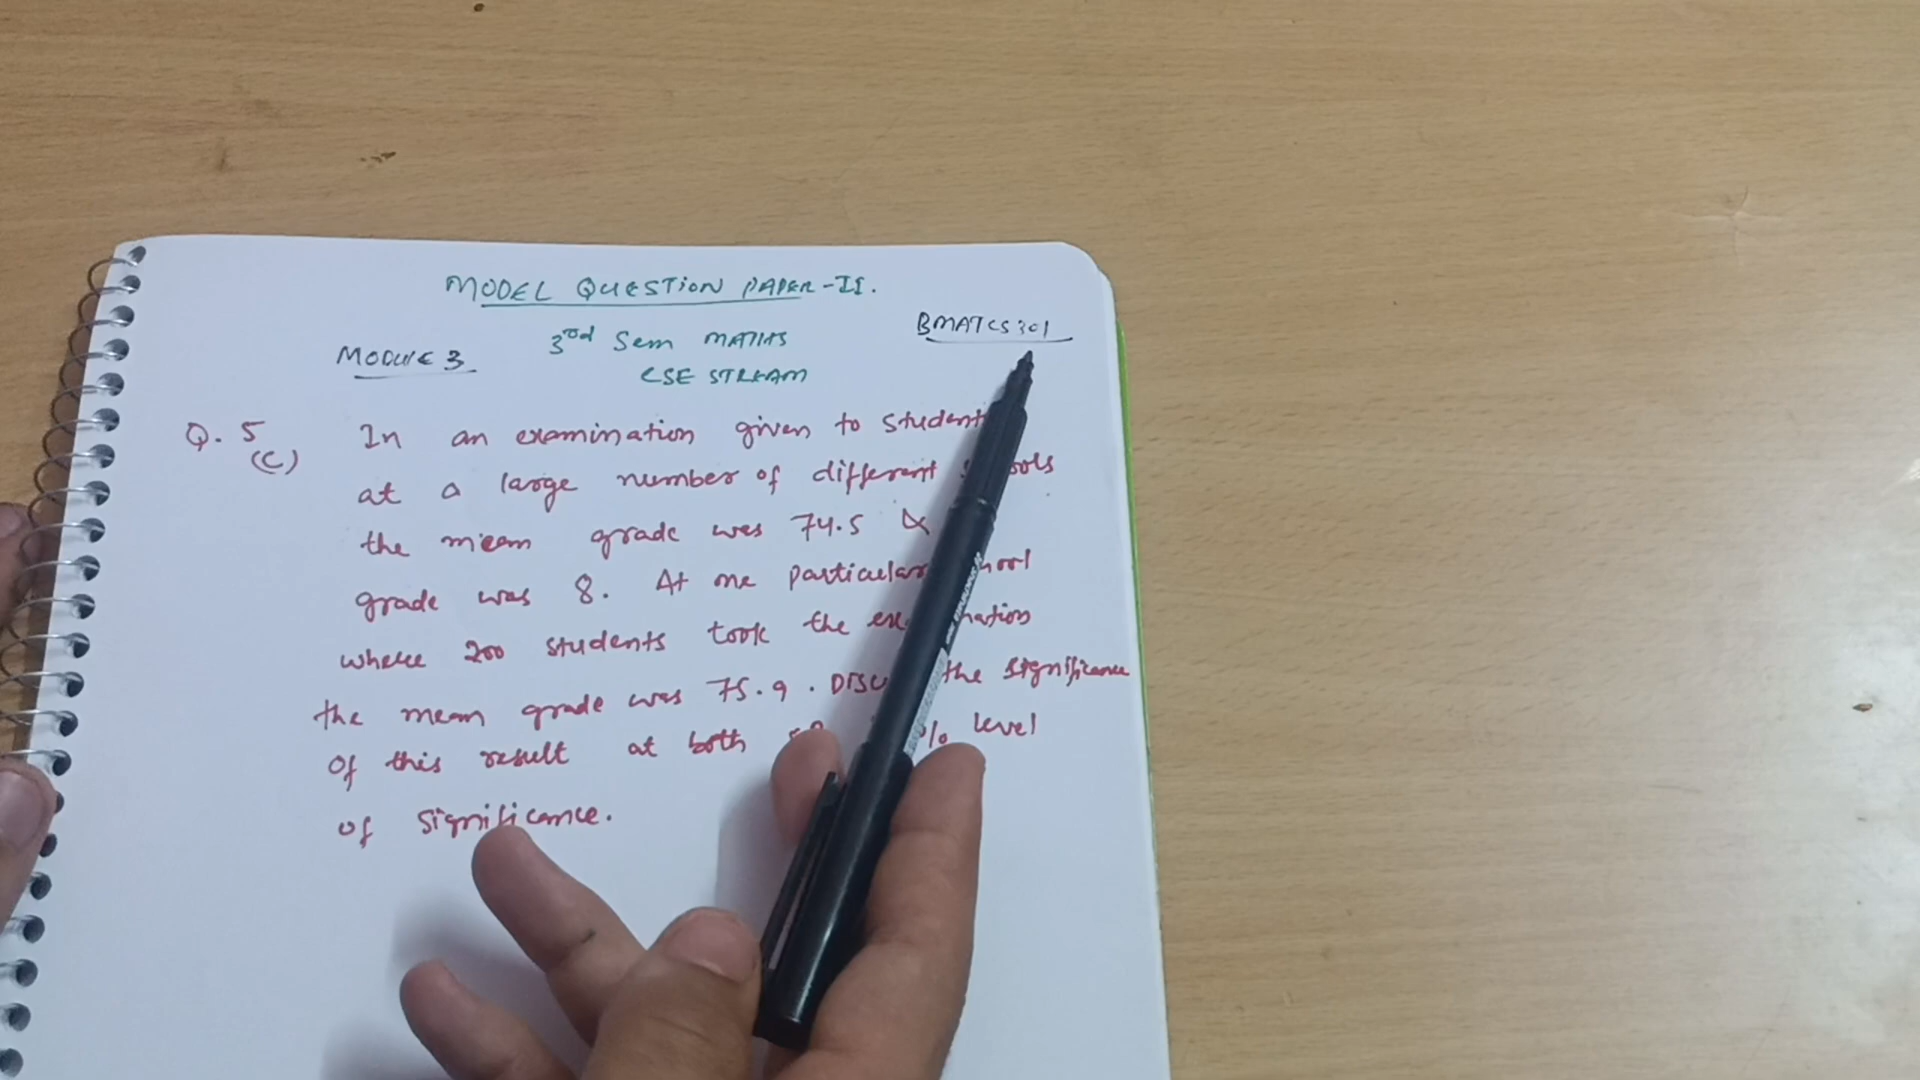 MODEL QUESTION PAPER-II.
3rd Sem MATHS
BMATCS301
MODULE 3
CSE STREAM
Q. 5 (C) In an examination given to student
at a large number of different
the mean grade was 74.5 &
grade was 8. At one particular
where 200 students took the
the mean grade was 75.9. the significance
of this result at both % level
of significance.